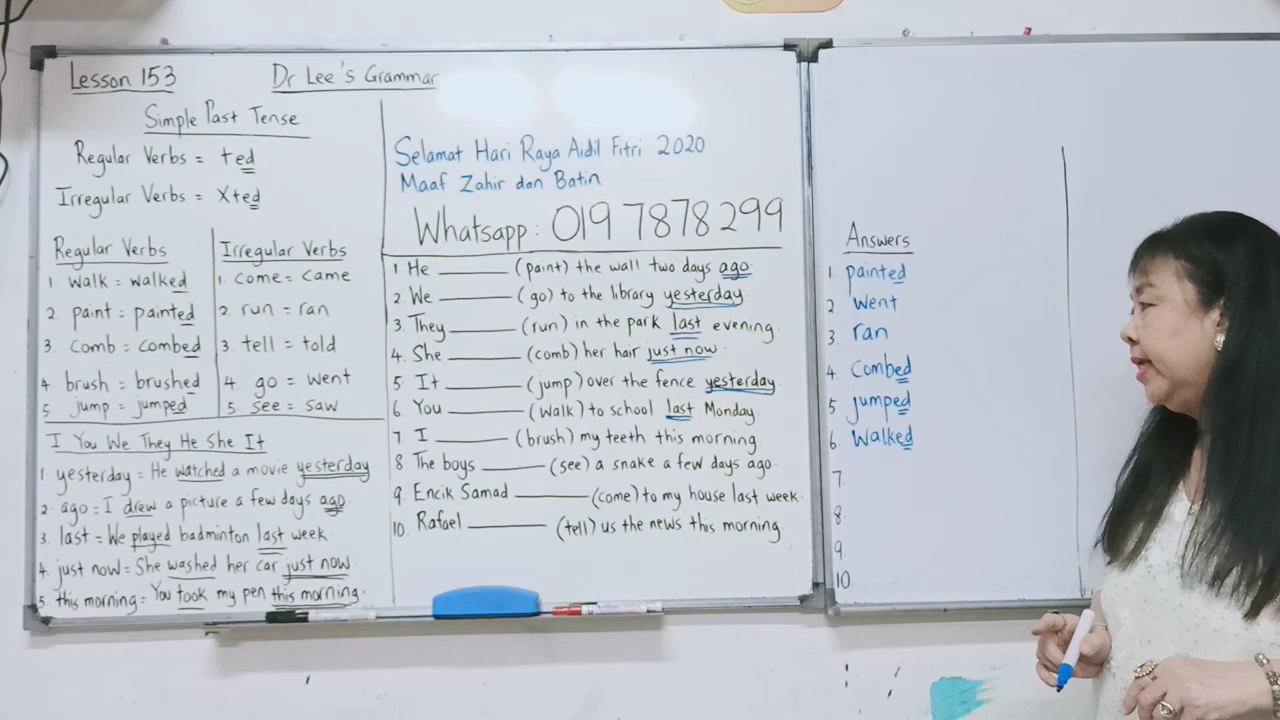 Lesson 153
Dr Lee's Grammar
Simple Past Tense
Regular Verbs = +ed
Irregular Verbs = X+ed
Regular Verbs
1. walk = walked
2. paint = painted
3. comb = combed
4 brush = brushed
5 jump = jumped
Irregular Verbs
1. come = came
2. run = ran
3. tell = told
4. go = went
5 see = saw
I You We They He She It
1. yesterday = He watched a movie yesterday.
2. ago = I drew a picture a few days ago
3. last = We played badminton last week.
4. just now = She washed her car just now.
5 this morning = You took my pen this morning.
Selamat Hari Raya Aidil Fitri 2020
Maaf Zahir dan Batin
Whatsapp : 019 7878299
1. He ______ (paint) the wall two days ago.
2. We ______ (go) to the library yesterday.
3. They ______ (run) in the park last evening.
4. She ______ (comb) her hair just now.
5 It ______ (jump) over the fence yesterday.
6 You ______ (walk) to school last Monday.
7 I ______ (brush) my teeth this morning.
8 The boys ______ (see) a snake a few days ago.
9. Encik Samad ______ (come) to my house last week.
10. Rafael ______ (tell) us the news this morning.
Answers
1. painted
2 went
3. ran
4. combed
5 jumped
6. walked
7.
8.
9.
10